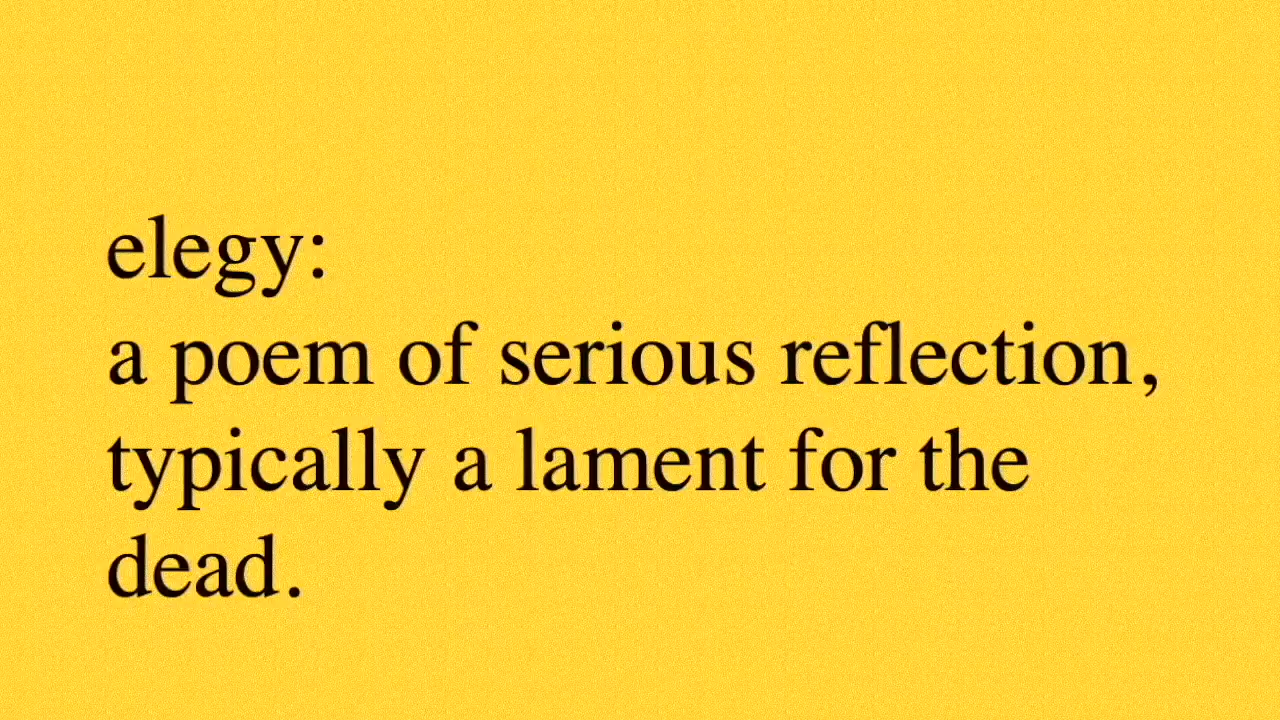 elegy:
a poem of serious reflection,
typically a lament for the
dead.